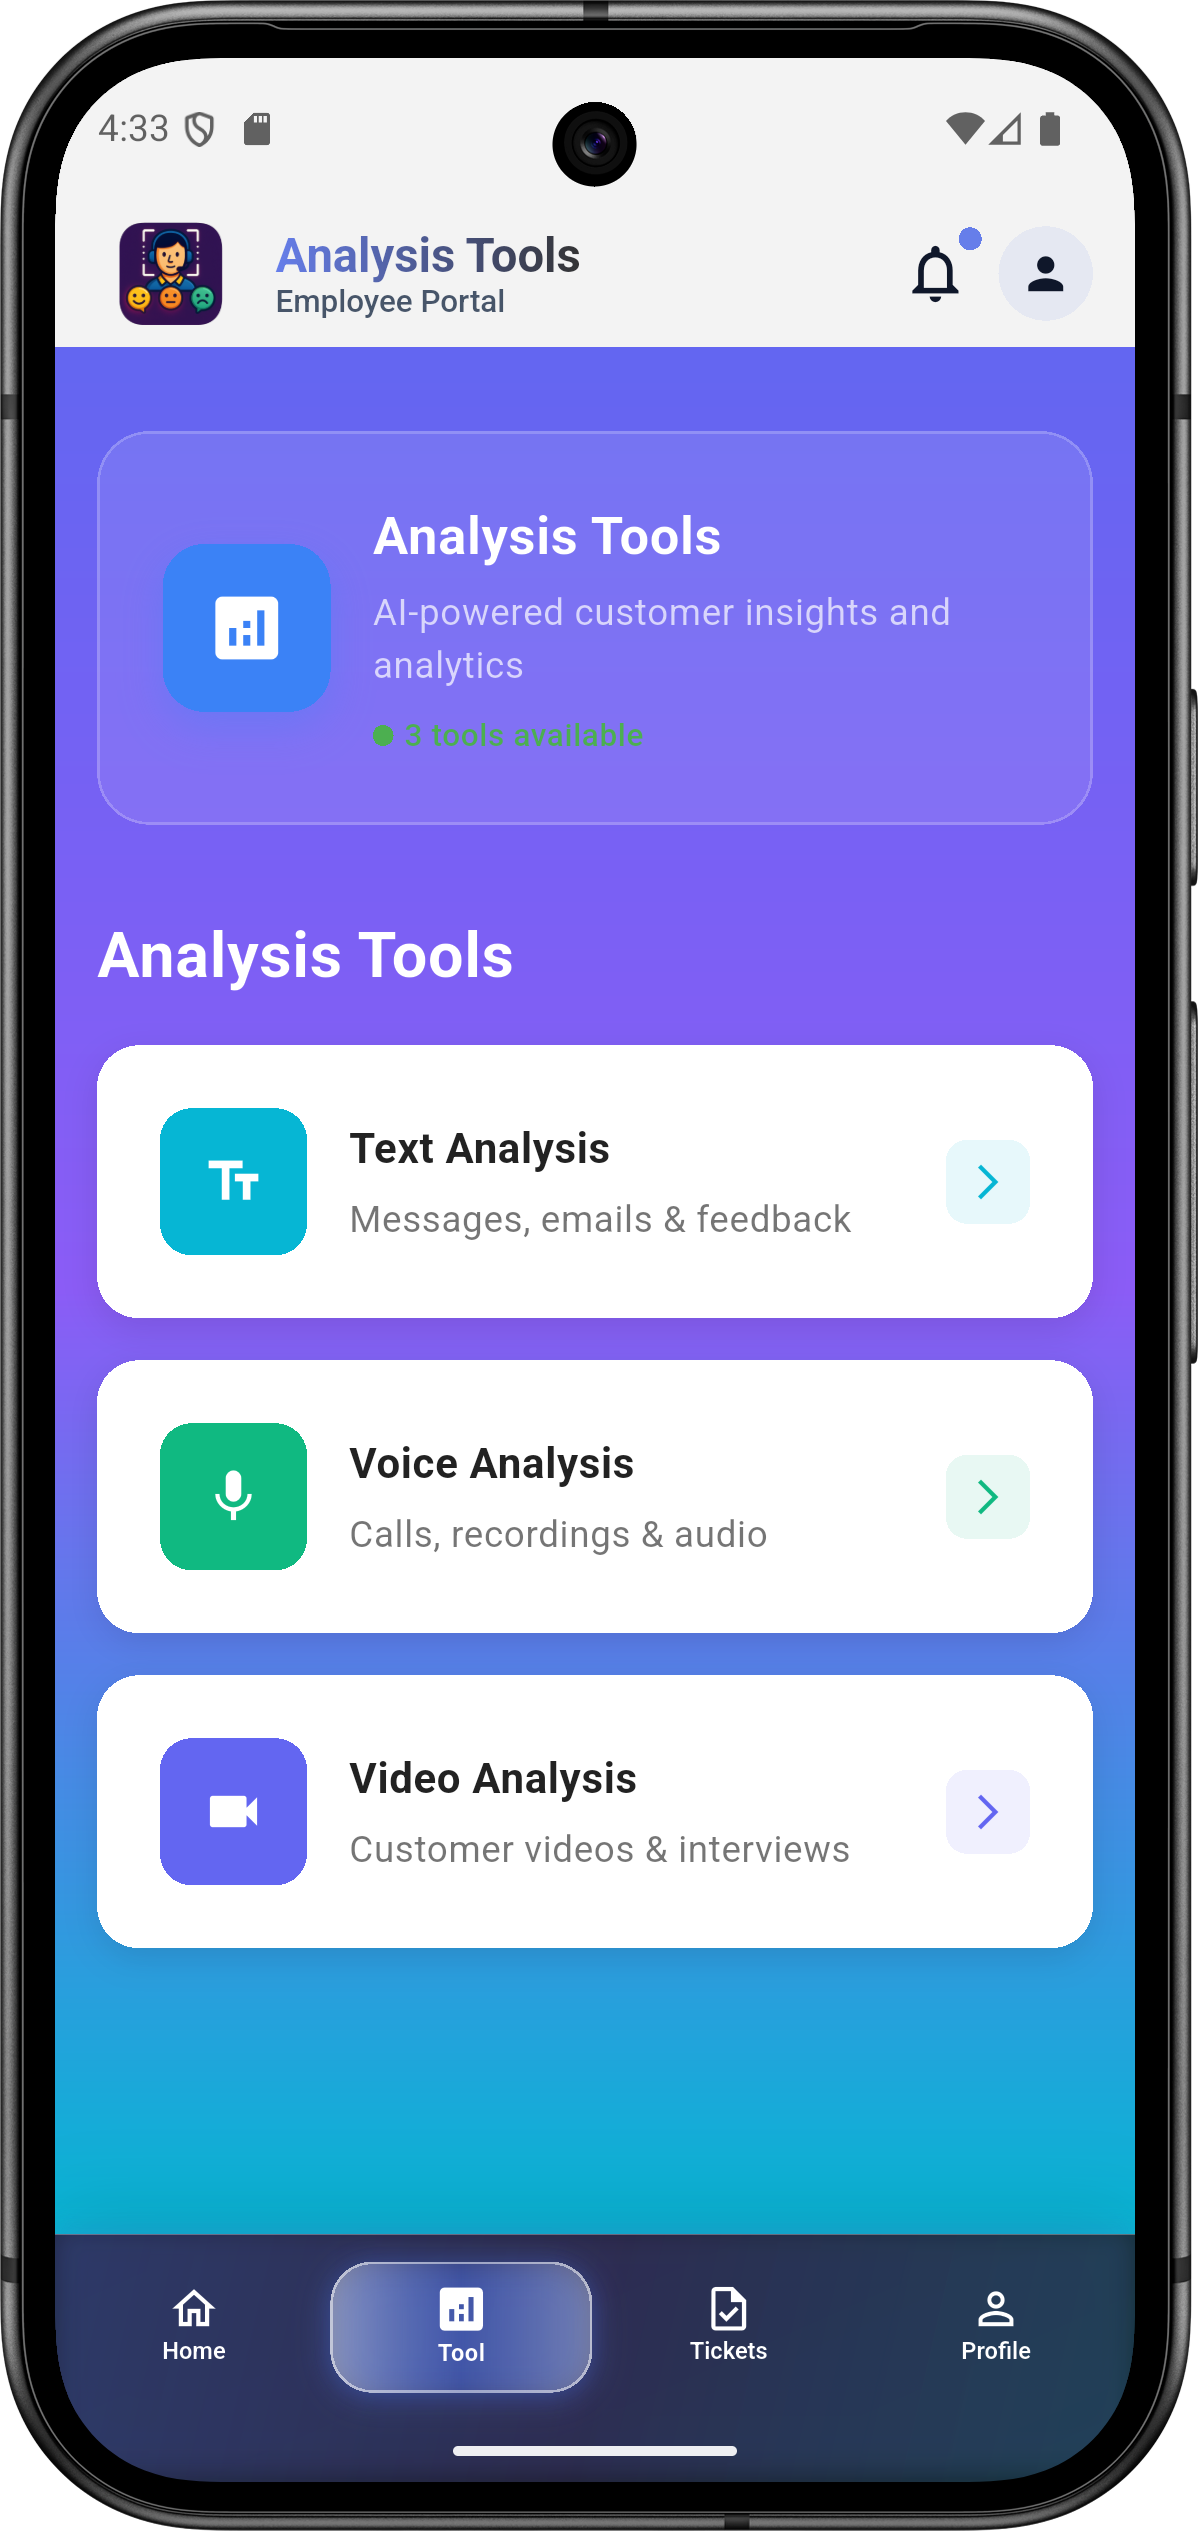 4:33
Analysis Tools
Employee Portal
Analysis Tools
AI-powered customer insights and
analytics
3 tools available
Analysis Tools
Text Analysis
Messages, emails & feedback
Voice Analysis
Calls, recordings & audio
Video Analysis
Customer videos & interviews
Home
Tool
Tickets
Profile